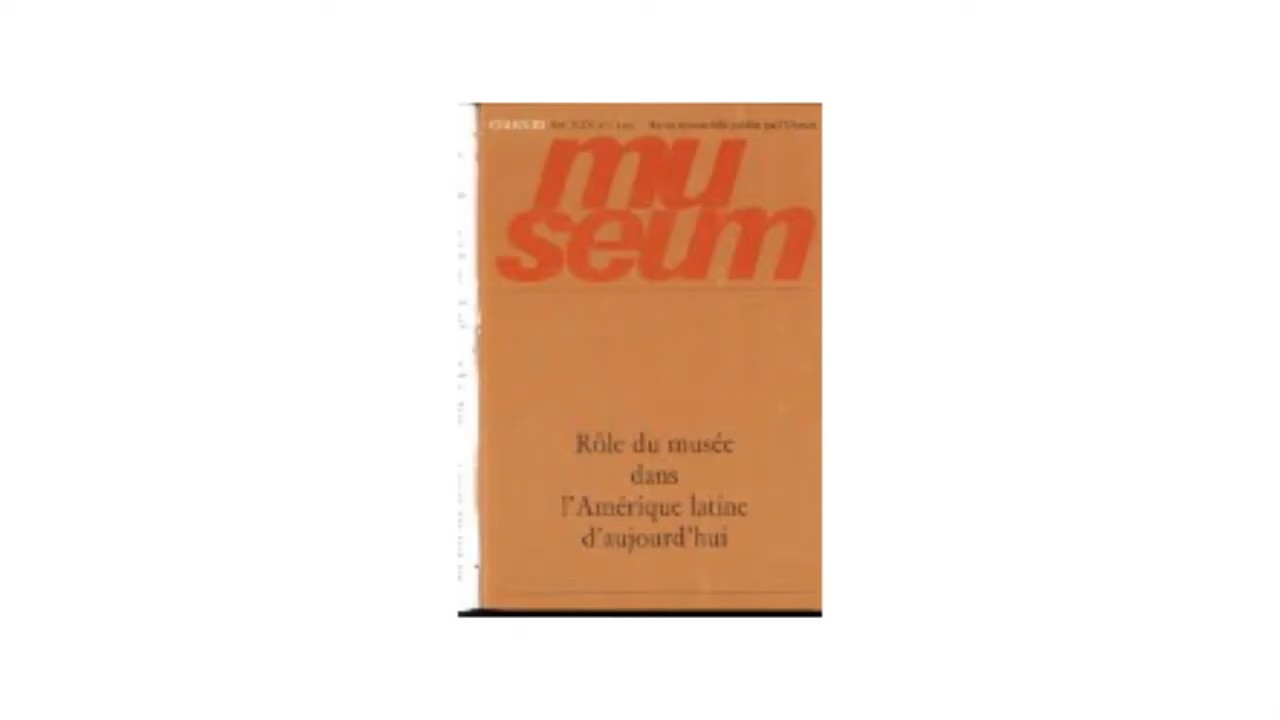 mu
seum
Rôle du musée
dans
l'Amérique latine
d'aujourd'hui